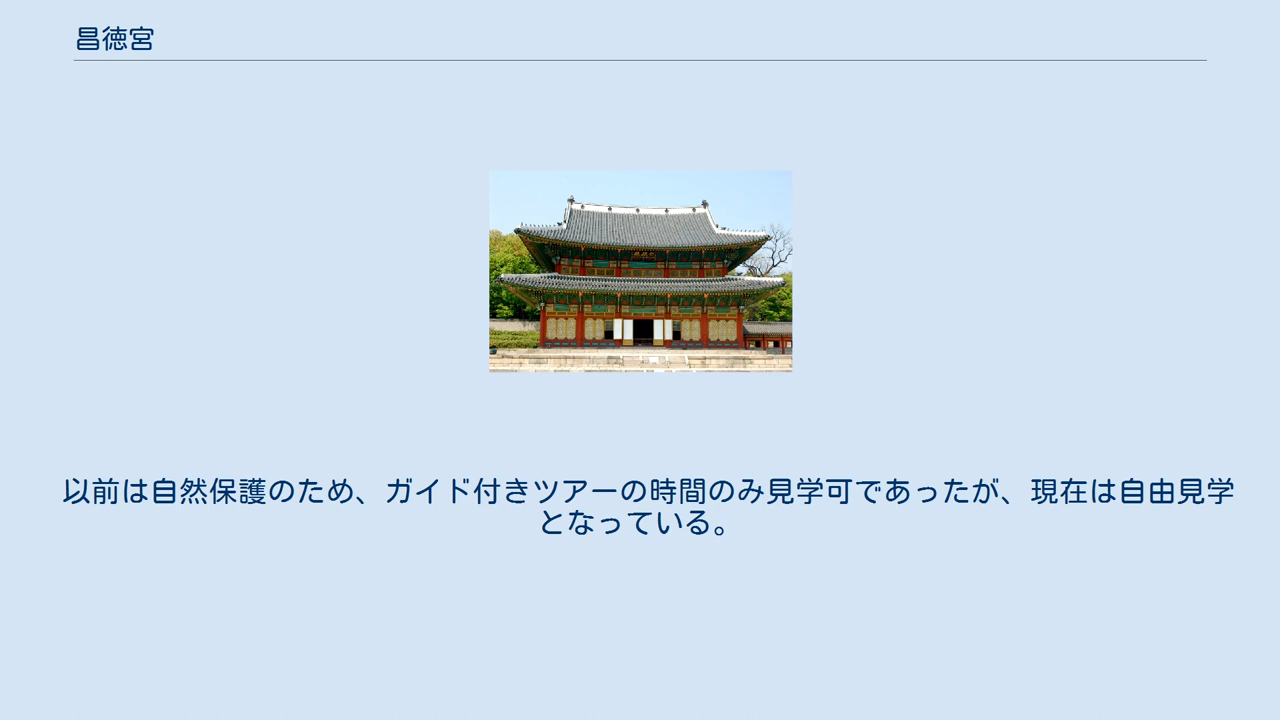 昌徳宮
以前は自然保護のため、ガイド付きツアーの時間のみ見学可であったが、現在は自由見学
となっている。